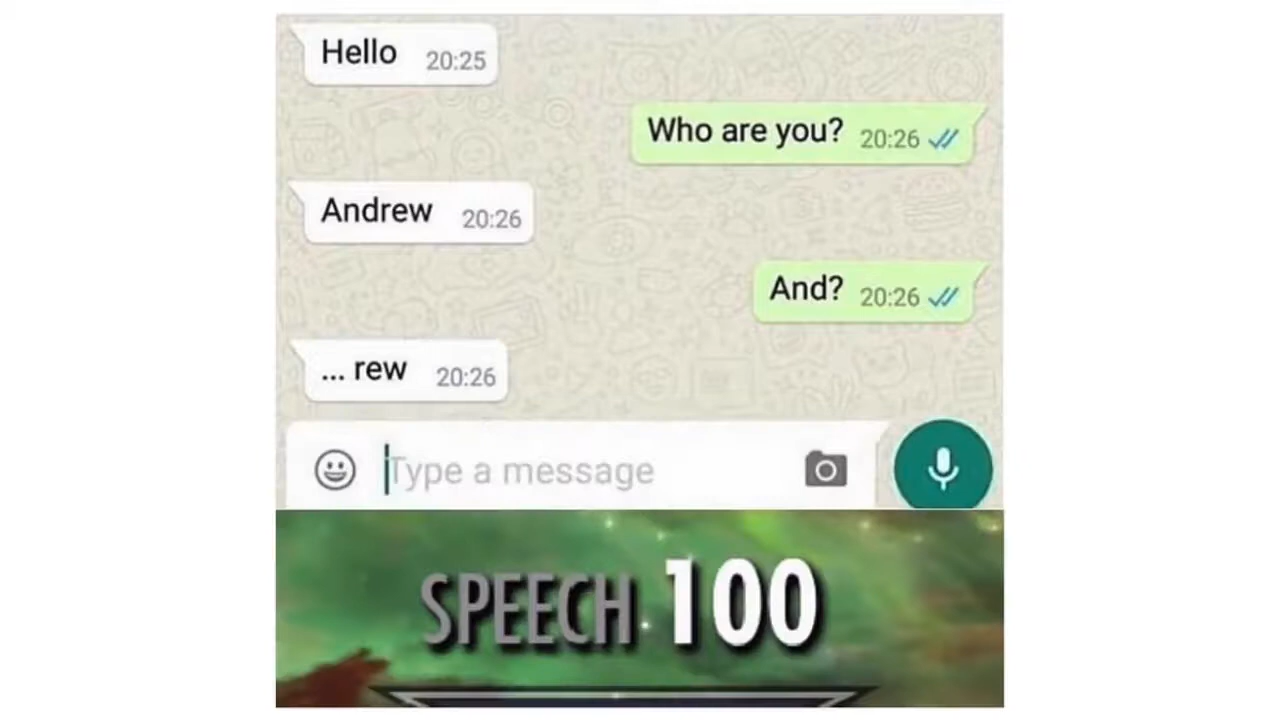 Hello 20:25
Who are you? 20:26
Andrew 20:26
And? 20:26
... rew 20:26
Type a message
SPEECH 100